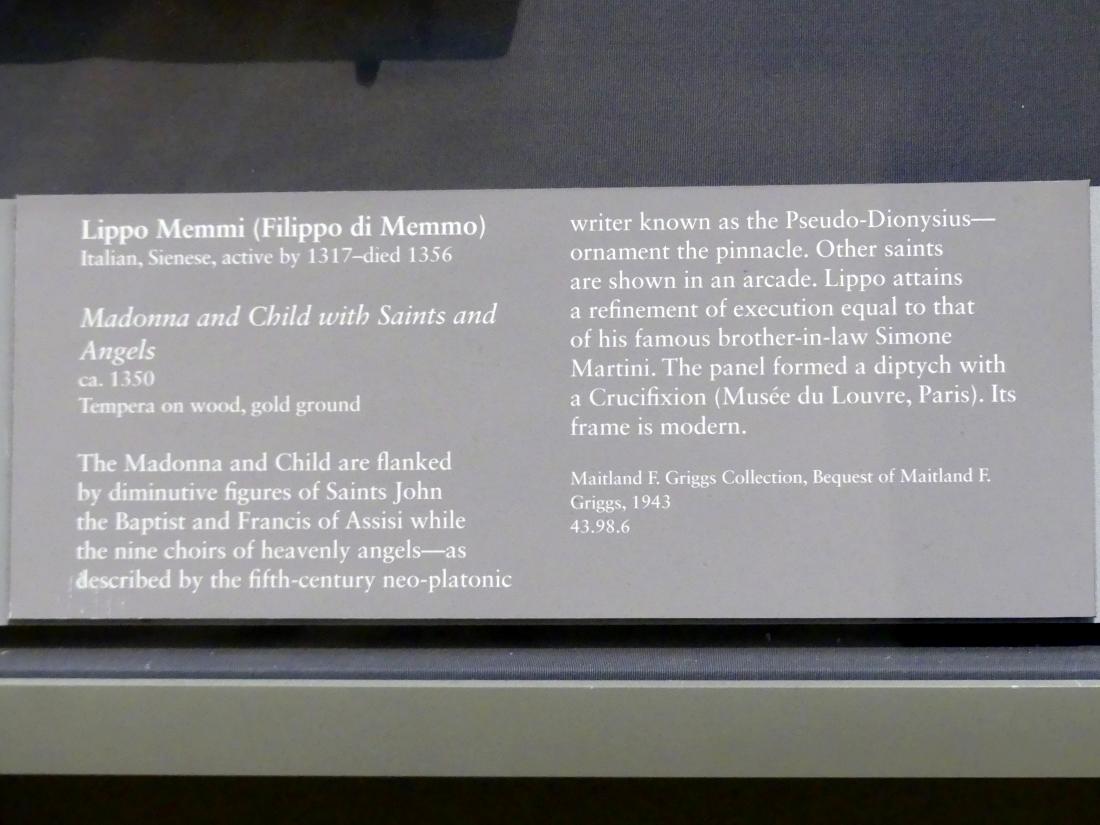 Lippo Memmi (Filippo di Memmo)
Italian, Sienese, active by 1317–died 1356
Madonna and Child with Saints and
Angels
ca. 1350
Tempera on wood, gold ground
The Madonna and Child are flanked
by diminutive figures of Saints John
the Baptist and Francis of Assisi while
the nine choirs of heavenly angels—as
described by the fifth-century neo-platonic
writer known as the Pseudo-Dionysius—
ornament the pinnacle. Other saints
are shown in an arcade. Lippo attains
a refinement of execution equal to that
of his famous brother-in-law Simone
Martini. The panel formed a diptych with
a Crucifixion (Musée du Louvre, Paris). Its
frame is modern.
Maitland F. Griggs Collection, Bequest of Maitland F.
Griggs, 1943
43.98.6